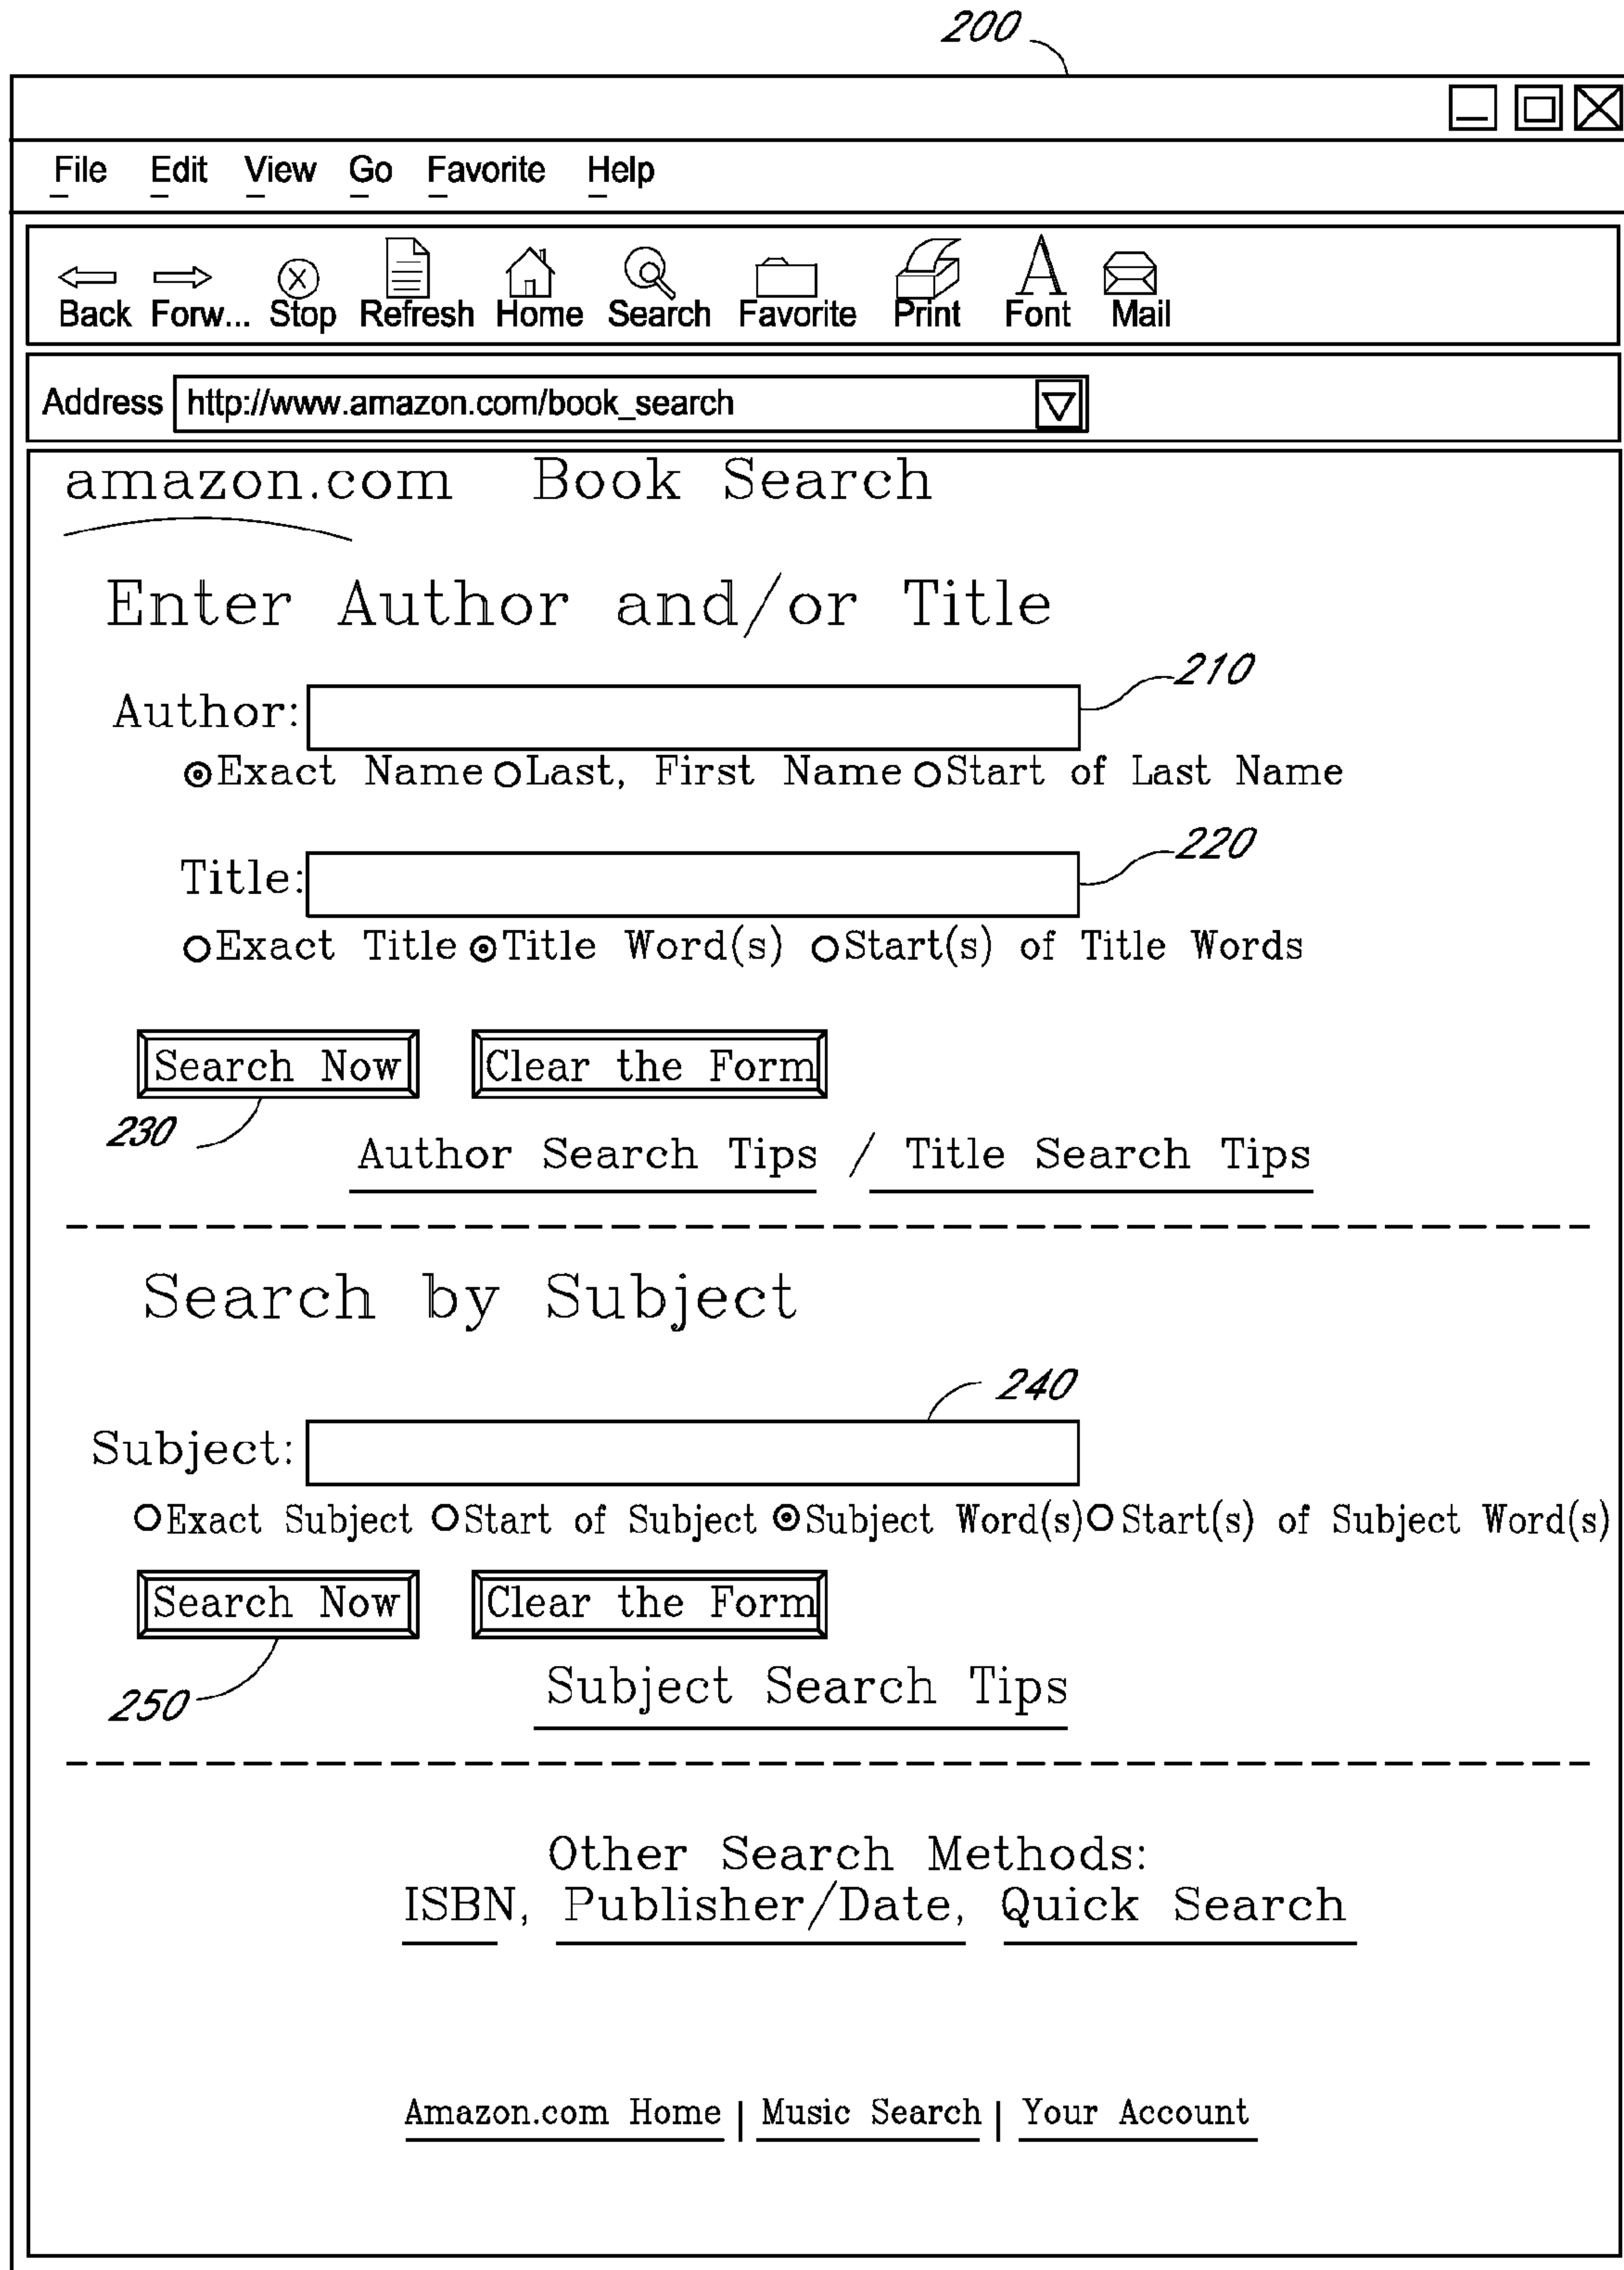 200
File Edit View Go Favorite Help
Back Forw... Stop Refresh Home Search Favorite Print Font Mail
Address http://www.amazon.com/book_search
amazon.com Book Search
Enter Author and/or Title
210
Author:
Exact Name Last, First Name Start of Last Name
220
Title:
Exact Title Title Word(s) Start(s) of Title Words
Search Now Clear the Form
230
Author Search Tips / Title Search Tips
Search by Subject
240
Subject:
Exact Subject Start of Subject Subject Word(s) Start(s) of Subject Word(s)
Search Now Clear the Form
Subject Search Tips
250
Other Search Methods:
ISBN, Publisher/Date, Quick Search
Amazon.com Home | Music Search | Your Account